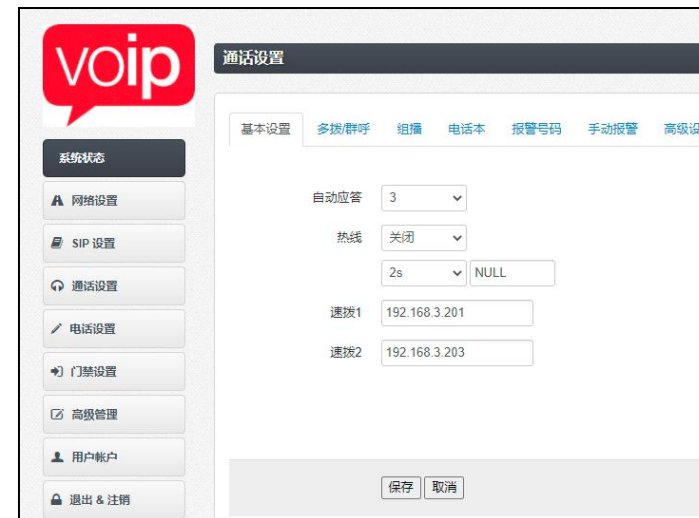 voip
通话设置
基本设置 多拨/群呼 组播 电话本 报警号码 手动报警 高级设
系统状态
网络设置
SIP 设置
通话设置
电话设置
门禁设置
高级管理
用户帐户
退出 & 注销
自动应答 3
热线 关闭
2s NULL
速拨1 192.168.3.201
速拨2 192.168.3.203
保存 取消